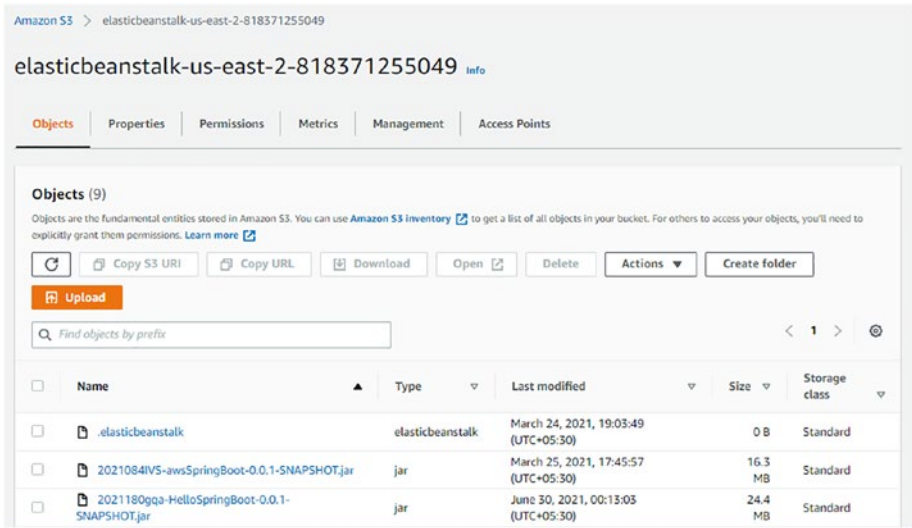 Amazon S3 > elasticbeanstalk-us-east-2-818371255049
elasticbeanstalk-us-east-2-818371255049 Info
Objects Properties Permissions Metrics Management Access Points
Objects (9)
Objects are the fundamental entities stored in Amazon S3. You can use Amazon S3 inventory to get a list of all objects in your bucket. For others to access your objects, you'll need to
explicitly grant them permissions. Learn more
Copy S3 URI Copy URL Download Open Delete Actions Create folder
Upload
Find objects by prefix
< 1 >
Name Type Last modified Size Storage class
.elasticbeanstalk elasticbeanstalk March 24, 2021, 19:03:49 (UTC+05:30) 0 B Standard
2021084IVS-awsSpringBoot-0.0.1-SNAPSHOT.jar jar March 25, 2021, 17:45:57 (UTC+05:30) 16.3 MB Standard
2021180gqa-HelloSpringBoot-0.0.1-SNAPSHOT.jar jar June 30, 2021, 00:13:03 (UTC+05:30) 24.4 MB Standard